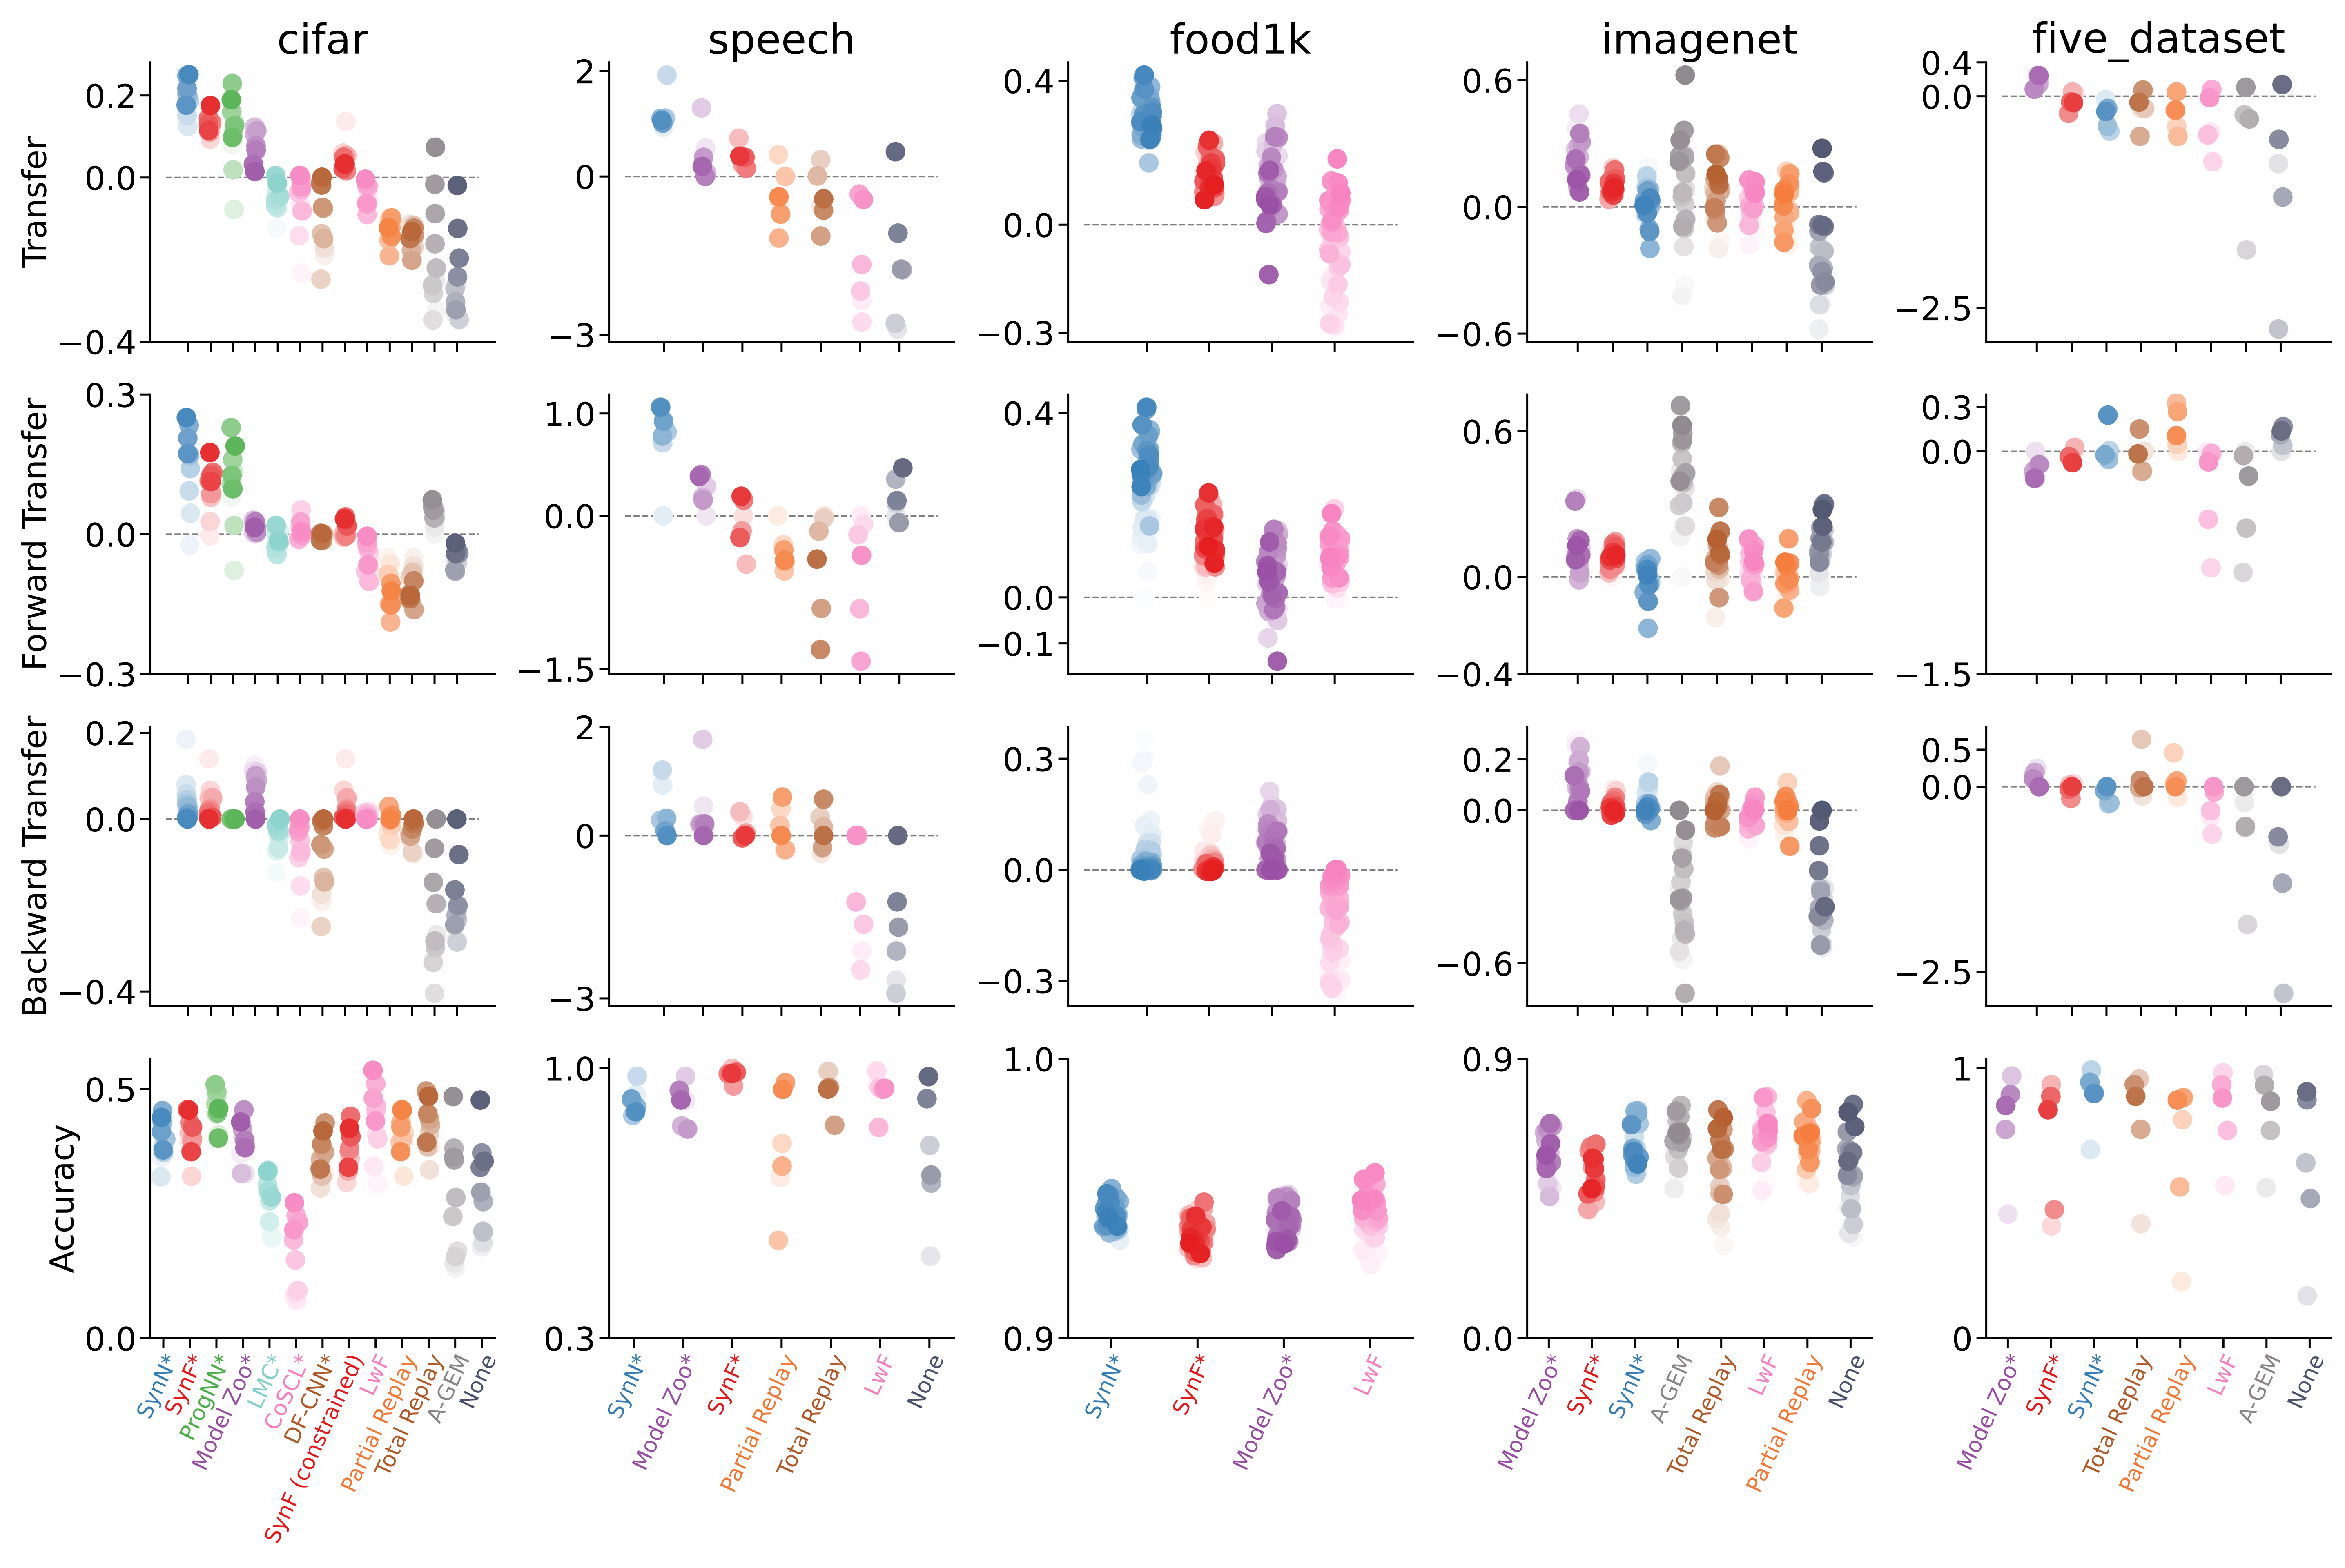 cifar
speech
food1k
imagenet
five_dataset
Transfer
0.2
0.0
−0.4
2
0
−3
0.4
0.0
−0.3
0.6
0.0
−0.6
0.4
0.0
−2.5
Forward Transfer
0.3
0.0
−0.3
1.0
0.0
−1.5
0.4
0.0
−0.1
0.6
0.0
−0.4
0.3
0.0
−1.5
Backward Transfer
0.2
0.0
−0.4
2
0
−3
0.3
0.0
−0.3
0.2
0.0
−0.6
0.5
0.0
−2.5
Accuracy
0.5
0.0
1.0
0.3
1.0
0.9
0.9
0.0
1
0
SynN*
SynF*
ProgNN*
Model Zoo*
LMC*
CoSCL*
DF-CNN*
SynF (constrained)
LwF
Partial Replay
Total Replay
A-GEM
None
SynN*
Model Zoo*
SynF*
Partial Replay
Total Replay
LwF
None
SynN*
SynF*
Model Zoo*
LwF
Model Zoo*
SynF*
SynN*
A-GEM
Total Replay
LwF
Partial Replay
None
Model Zoo*
SynF*
SynN*
Total Replay
Partial Replay
LwF
A-GEM
None